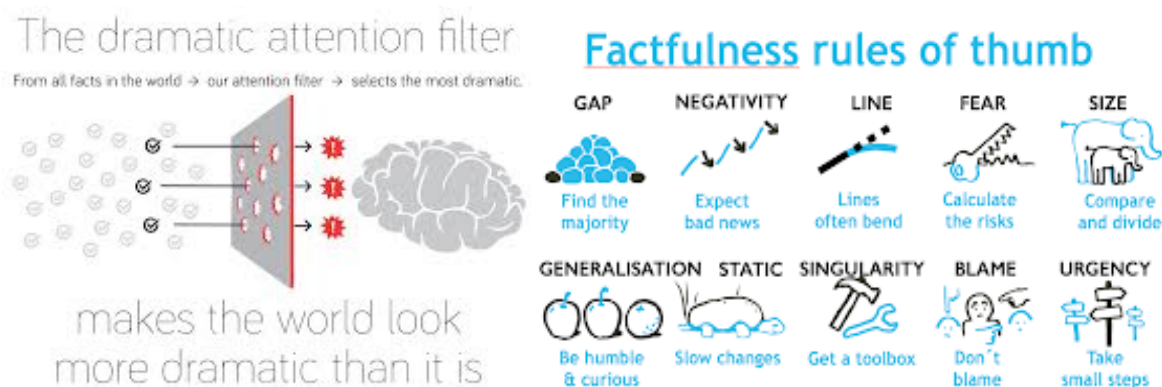 The dramatic attention filter
From all facts in the world → our attention filter → selects the most dramatic.
makes the world look
more dramatic than it is
Factfulness rules of thumb
GAP
Find the
majority
NEGATIVITY
Expect
bad news
LINE
Lines
often bend
FEAR
Calculate
the risks
SIZE
Compare
and divide
GENERALISATION
Be humble
& curious
STATIC
Slow changes
SINGULARITY
Get a toolbox
BLAME
Don´t
blame
URGENCY
Take
small steps